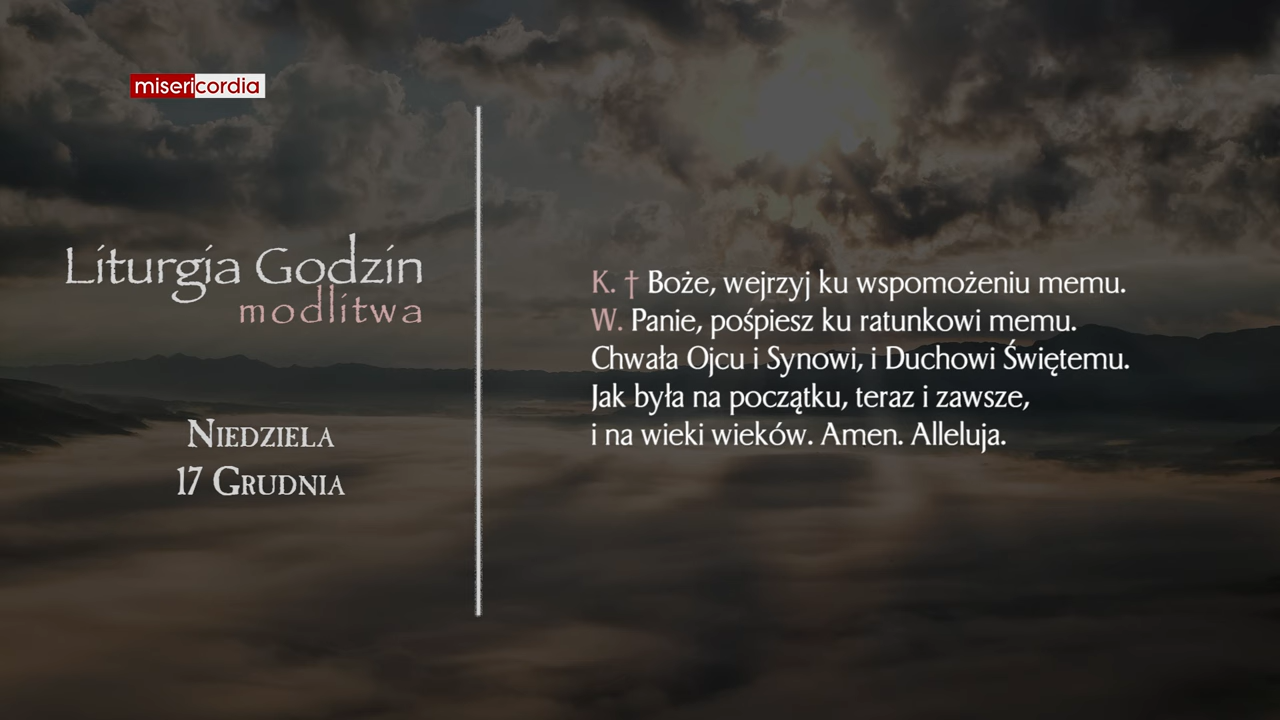 misericordia
Liturgia Godzin
modlitwa
Niedziela
17 Grudnia
K. † Boże, wejrzyj ku wspomożeniu memu.
W. Panie, pośpiesz ku ratunkowi memu.
Chwała Ojcu i Synowi, i Duchowi Świętemu.
Jak była na początku, teraz i zawsze,
i na wieki wieków. Amen. Alleluja.